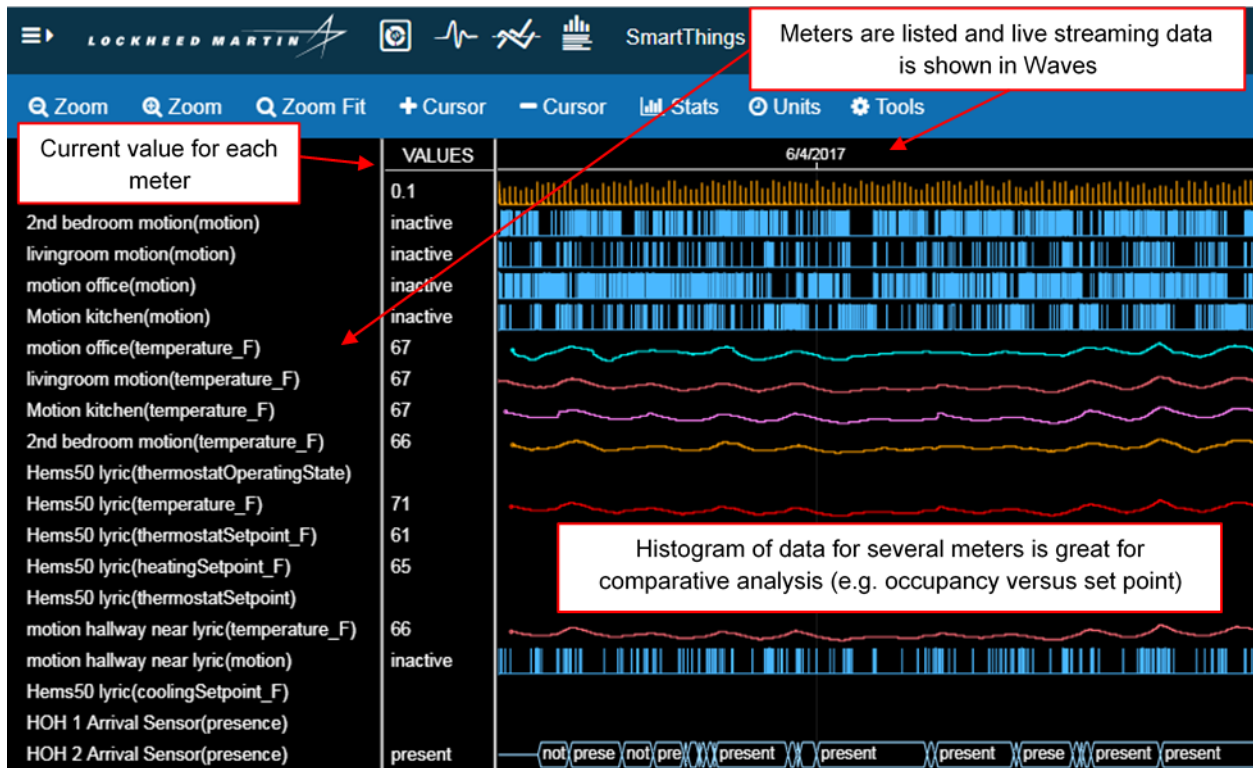 LOCKHEED MARTIN
SmartThings
Meters are listed and live streaming data
is shown in Waves
Zoom
Zoom
Zoom Fit
Cursor
Cursor
Stats
Units
Tools
Current value for each
meter
VALUES
6/4/2017
0.1
2nd bedroom motion(motion) inactive
livingroom motion(motion) inactive
motion office(motion) inactive
Motion kitchen(motion) inactive
motion office(temperature_F) 67
livingroom motion(temperature_F) 67
Motion kitchen(temperature_F) 67
2nd bedroom motion(temperature_F) 66
Hems50 lyric(thermostatOperatingState)
Hems50 lyric(temperature_F) 71
Hems50 lyric(thermostatSetpoint_F) 61
Hems50 lyric(heatingSetpoint_F) 65
Hems50 lyric(thermostatSetpoint)
Histogram of data for several meters is great for
comparative analysis (e.g. occupancy versus set point)
motion hallway near lyric(temperature_F) 66
motion hallway near lyric(motion) inactive
Hems50 lyric(coolingSetpoint_F)
HOH 1 Arrival Sensor(presence)
HOH 2 Arrival Sensor(presence) present not prese not pre present present present prese present present